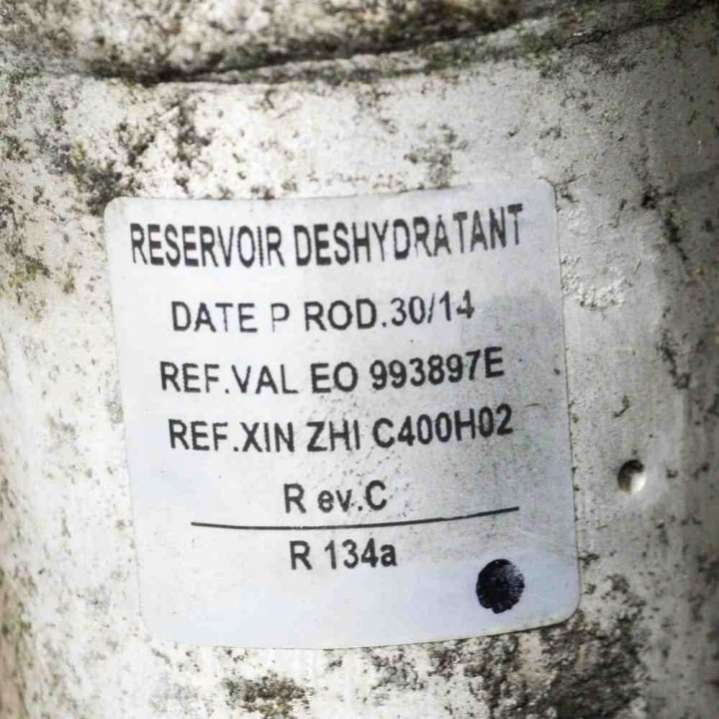 RESERVOIR DESHYDRATANT
DATE P ROD.30/14
REF.VAL EO 993897E
REF.XIN ZHI C400H02
R ev.C
R 134a